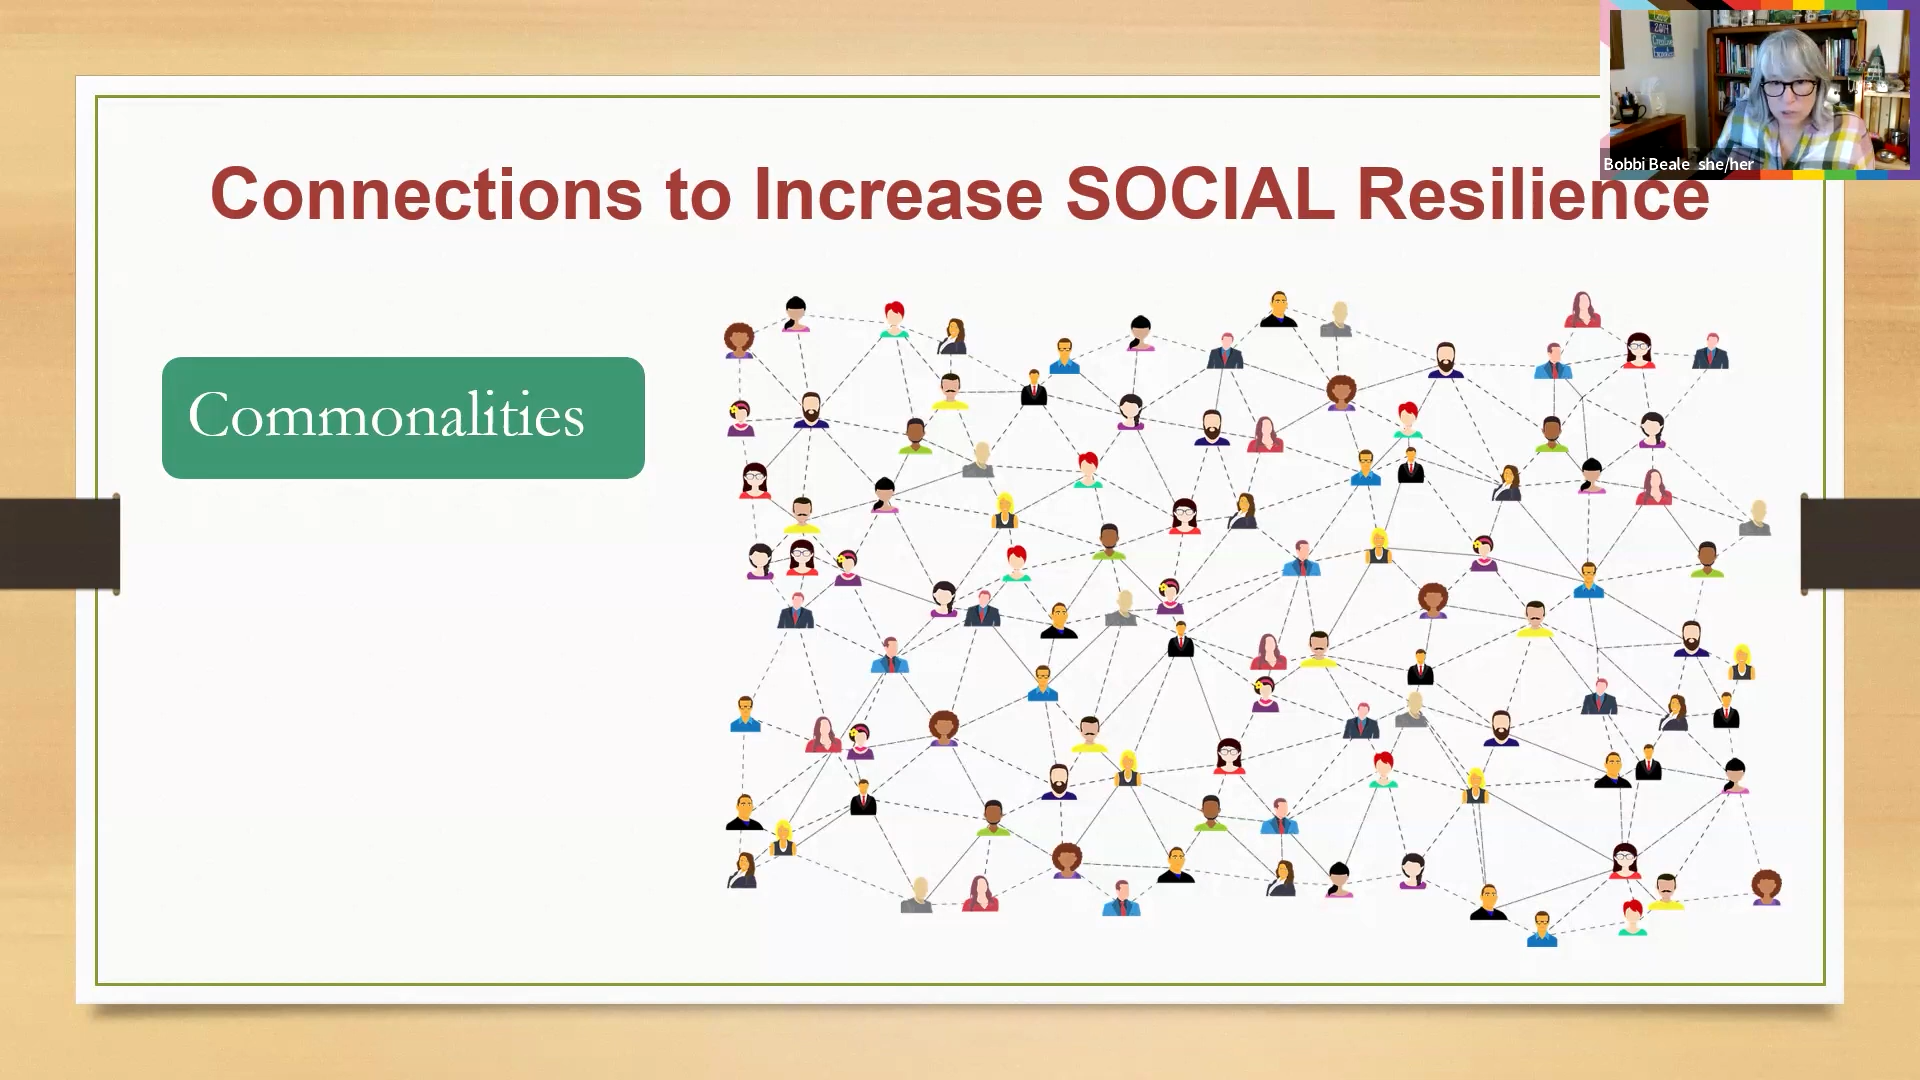 Connections to Increase SOCIAL Resilience
Commonalities
Bobbi Beale she/her